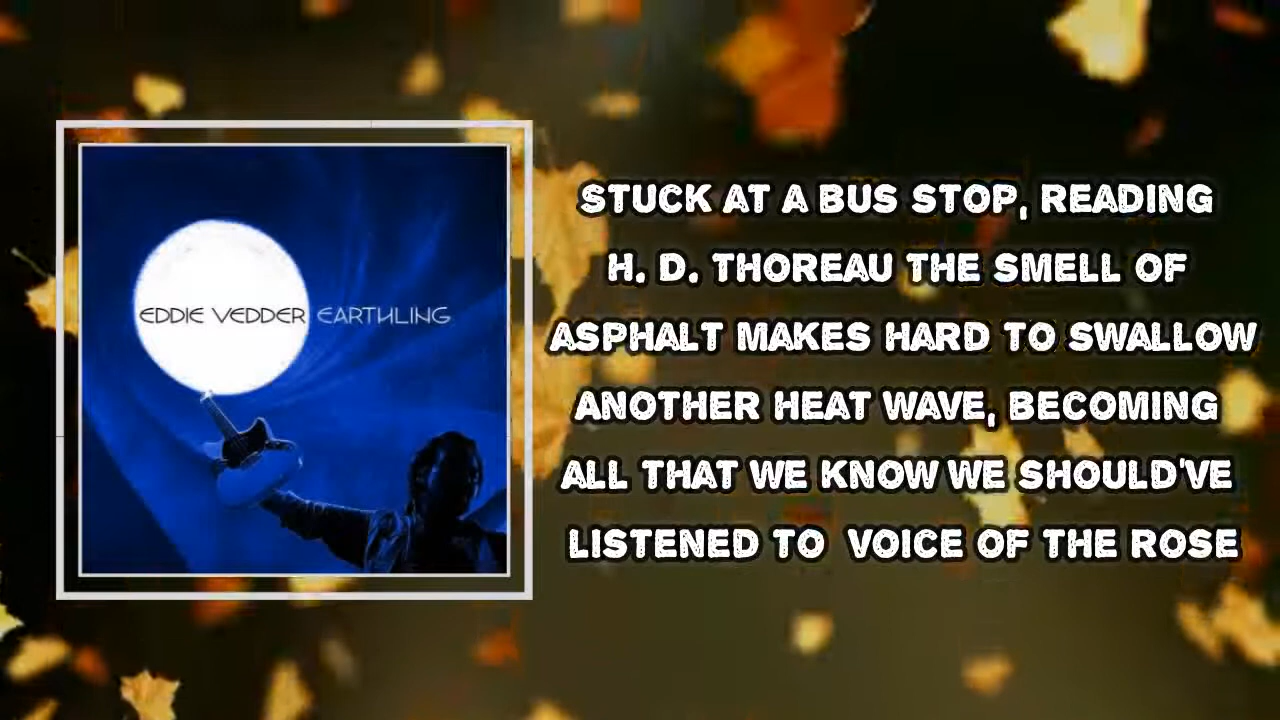 EDDIE VEDDER EARTHLING
STUCK AT A BUS STOP, READING
H. D. THOREAU THE SMELL OF
ASPHALT MAKES HARD TO SWALLOW
ANOTHER HEAT WAVE, BECOMING
ALL THAT WE KNOW WE SHOULD'VE
LISTENED TO VOICE OF THE ROSE